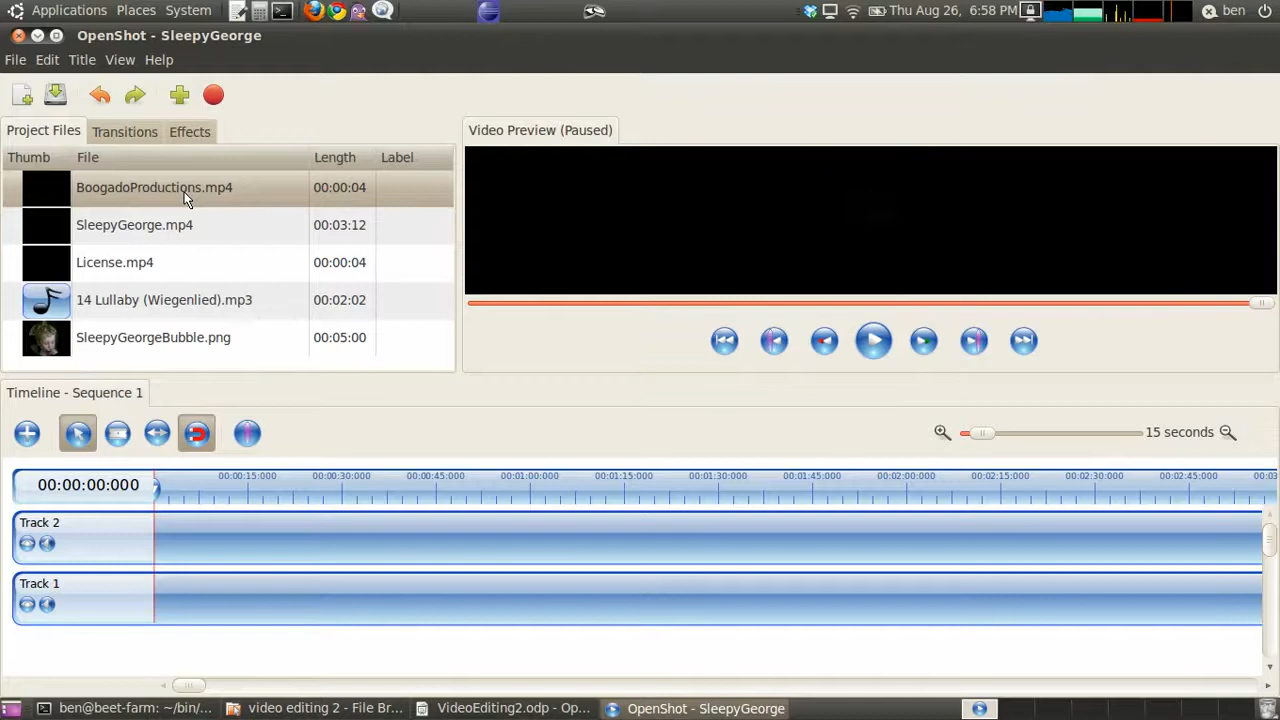 Applications Places System Thu Aug 26, 6:58 PM ben
OpenShot - SleepyGeorge
File Edit Title View Help
Project Files Transitions Effects Video Preview (Paused)
Thumb File Length Label
BoogadoProductions.mp4 00:00:04
SleepyGeorge.mp4 00:03:12
License.mp4 00:00:04
14 Lullaby (Wiegenlied).mp3 00:02:02
SleepyGeorgeBubble.png 00:05:00
Timeline - Sequence 1
15 seconds
00:00:00:000 00:00:15:000 00:00:30:000 00:00:45:000 00:01:00:000 00:01:15:000 00:01:30:000 00:01:45:000 00:02:00:000 00:02:15:000 00:02:30:000 00:02:45:000 00:03
Track 2
Track 1
ben@beet-farm: ~/bin/... video editing 2 - File Br... VideoEditing2.odp - Op... OpenShot - SleepyGeorge